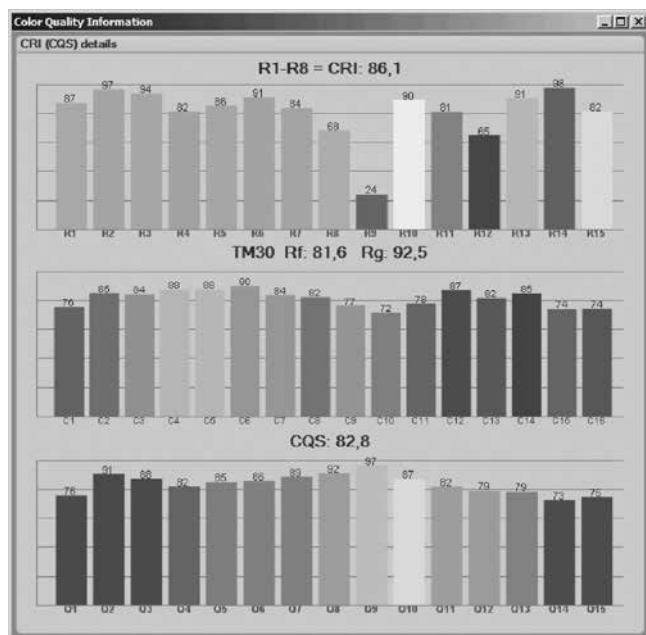 Color Quality Information
CRI (CQS) details
R1-R8 = CRI: 86,1
87 97 94 82 86 91 84 68 24 90 81 65 91 98 82
R1 R2 R3 R4 R5 R6 R7 R8 R9 R10 R11 R12 R13 R14 R15
TM30 Rf: 81,6 Rg: 92,5
76 85 84 88 88 90 84 82 77 72 78 87 82 85 74 74
C1 C2 C3 C4 C5 C6 C7 C8 C9 C10 C11 C12 C13 C14 C15 C16
CQS: 82,8
76 91 88 82 85 86 89 92 97 87 82 79 79 73 75
Q1 Q2 Q3 Q4 Q5 Q6 Q7 Q8 Q9 Q10 Q11 Q12 Q13 Q14 Q15